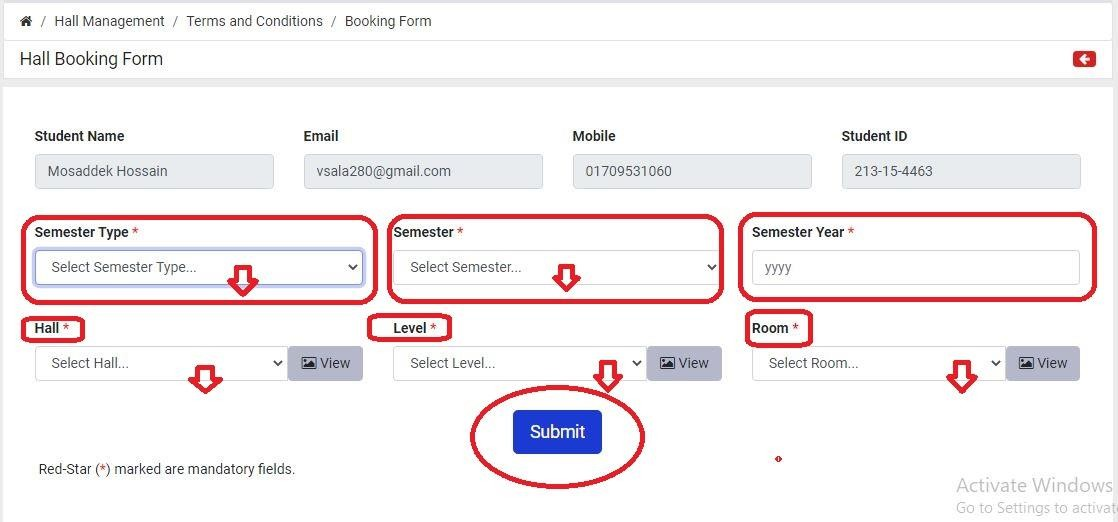 / Hall Management / Terms and Conditions / Booking Form
Hall Booking Form
Student Name Email Mobile Student ID
Mosaddek Hossain vsala280@gmail.com 01709531060 213-15-4463
Semester Type * Semester * Semester Year *
Select Semester Type... Select Semester... yyyy
Hall * Level * Room *
Select Hall... View Select Level... View Select Room... View
Submit
Red-Star (*) marked are mandatory fields.
Activate Windows
Go to Settings to activat